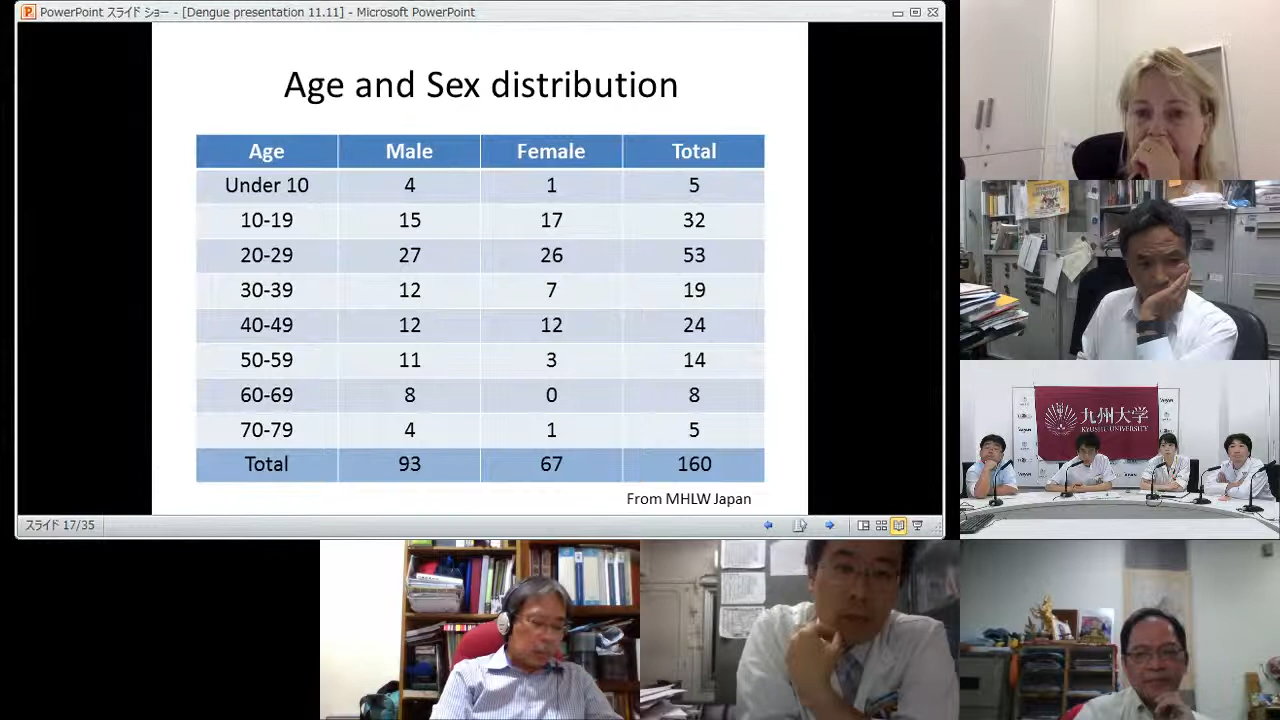 PowerPoint スライド ショー - [Dengue presentation 11.11] - Microsoft PowerPoint
Age and Sex distribution
Age Male Female Total
Under 10 4 1 5
10-19 15 17 32
20-29 27 26 53
30-39 12 7 19
40-49 12 12 24
50-59 11 3 14
60-69 8 0 8
70-79 4 1 5
Total 93 67 160
From MHLW Japan
スライド 17/35
九州大学
KYUSHU UNIVERSITY